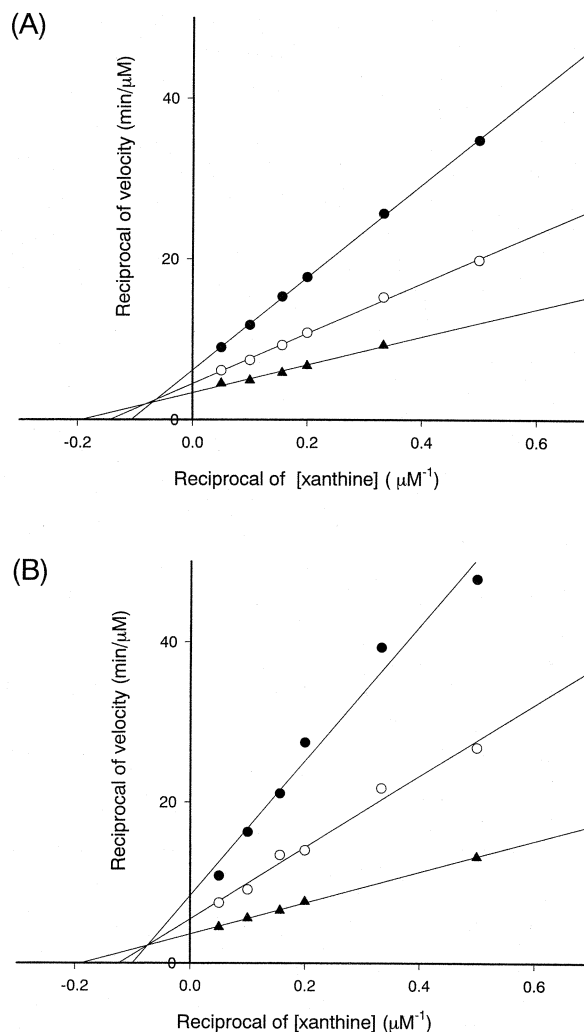 (A)
Reciprocal of velocity (min/μM)
40
20
0
-0.2 0.0 0.2 0.4 0.6
Reciprocal of [xanthine] ( μM⁻¹)
(B)
Reciprocal of velocity (min/μM)
40
20
0
-0.2 0.0 0.2 0.4 0.6
Reciprocal of [xanthine] (μM⁻¹)